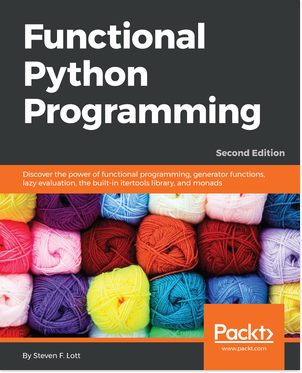 Functional
Python
Programming
Second Edition
Discover the power of functional programming, generator functions,
lazy evaluation, the built-in itertools library, and monads
Packt>
www.packt.com
By Steven F. Lott